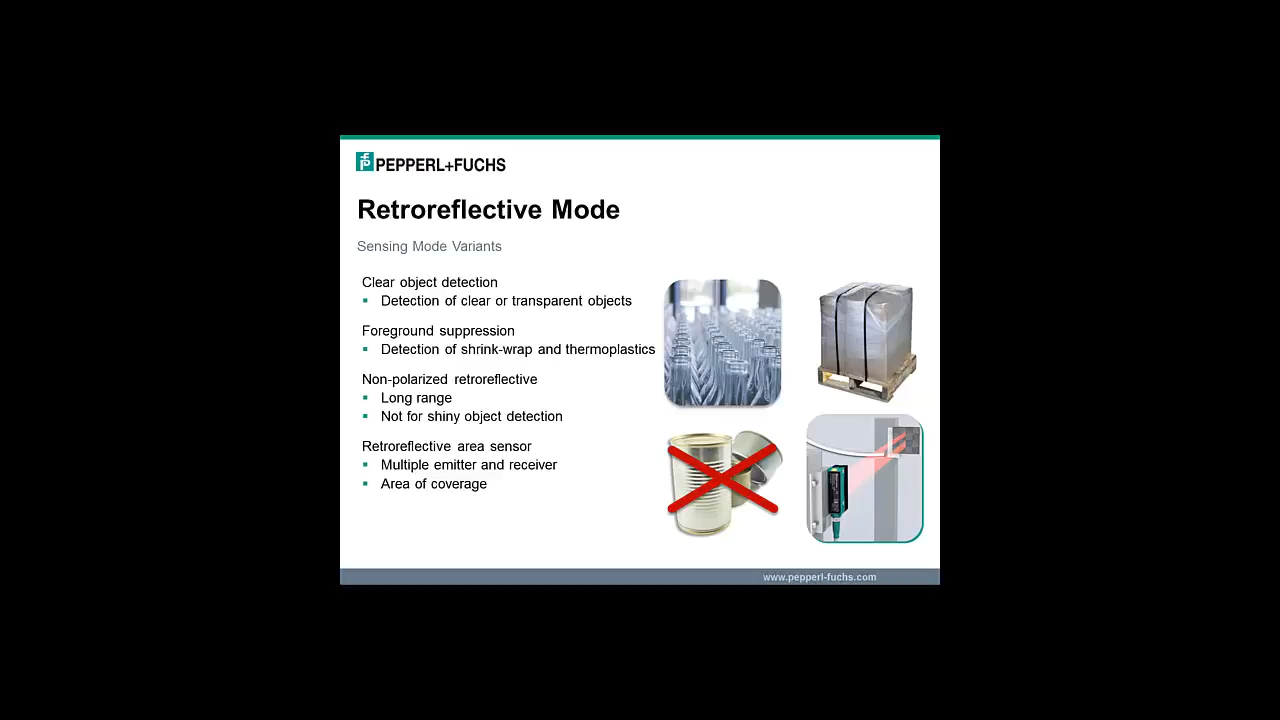 PEPPERL+FUCHS
Retroreflective Mode
Sensing Mode Variants
Clear object detection
Detection of clear or transparent objects
Foreground suppression
Detection of shrink-wrap and thermoplastics
Non-polarized retroreflective
Long range
Not for shiny object detection
Retroreflective area sensor
Multiple emitter and receiver
Area of coverage
www.pepperl-fuchs.com